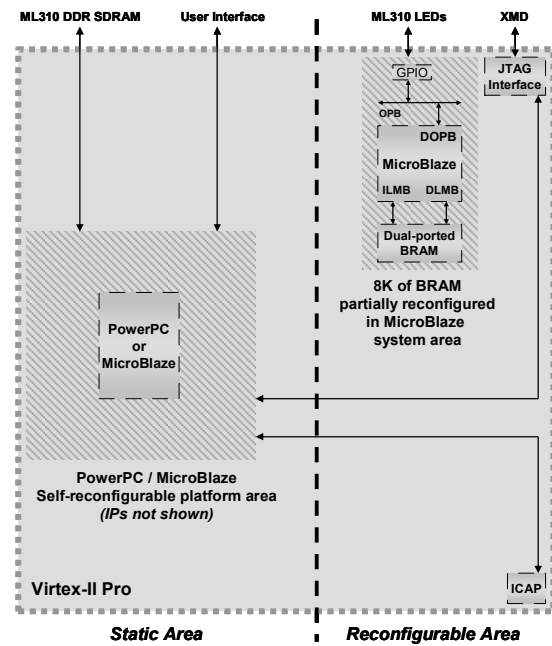 ML310 DDR SDRAM
User Interface
ML310 LEDs
XMD
GPIO
JTAG
Interface
OPB
DOPB
MicroBlaze
ILMB
DLMB
Dual-ported
BRAM
8K of BRAM
partially reconfigured
in MicroBlaze
system area
PowerPC
or
MicroBlaze
PowerPC / MicroBlaze
Self-reconfigurable platform area
(IPs not shown)
Virtex-II Pro
ICAP
Static Area
Reconfigurable Area